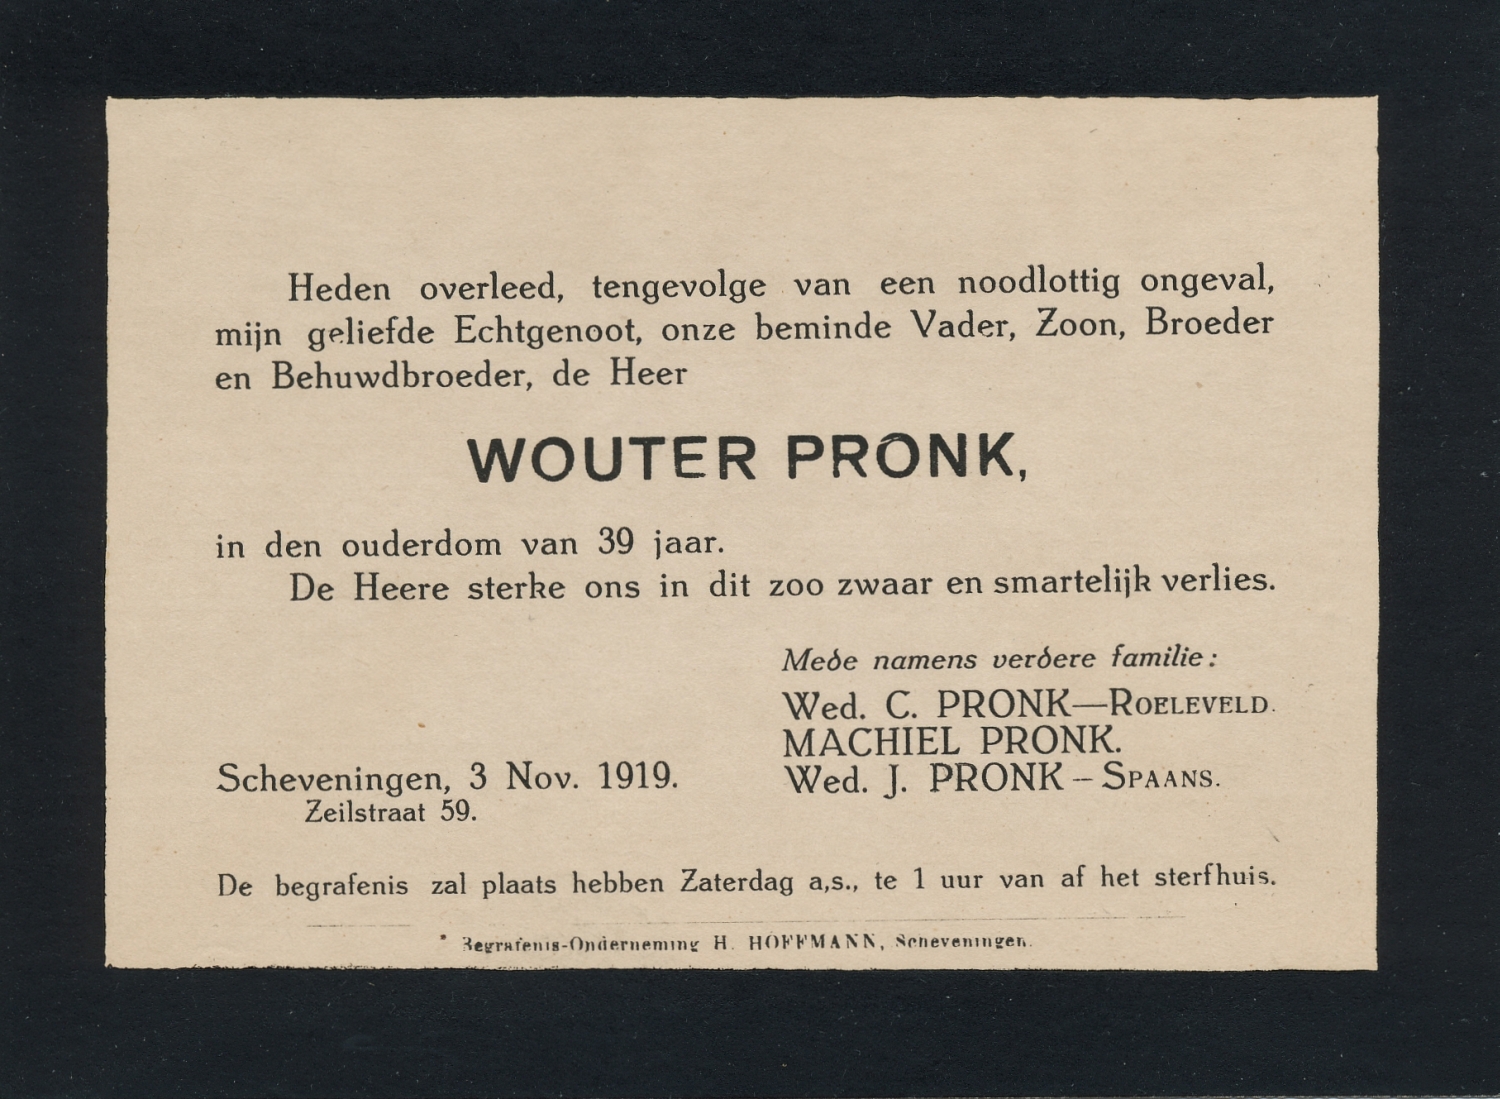 Heden overleed, tengevolge van een noodlottig ongeval,
mijn geliefde Echtgenoot, onze beminde Vader, Zoon, Broeder
en Behuwdbroeder, de Heer
WOUTER PRONK,
in den ouderdom van 39 jaar.
De Heere sterke ons in dit zoo zwaar en smartelijk verlies.
Mede namens verdere familie:
Wed. C. PRONK—ROELEVELD.
MACHIEL PRONK.
Wed. J. PRONK – SPAANS.
Scheveningen, 3 Nov. 1919.
Zeilstraat 59.
De begrafenis zal plaats hebben Zaterdag a,s., te 1 uur van af het sterfhuis.
Begrafenis-Onderneming H. HOFFMANN, Scheveningen.